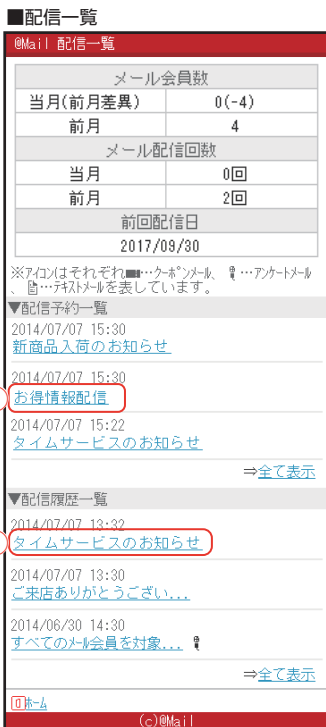 ■配信一覧
@Mail 配信一覧
メール会員数
当月(前月差異) 0(-4)
前月 4
メール配信回数
当月 0回
前月 2回
前回配信日
2017/09/30
※アイコンはそれぞれ…クーポンメール、 …アンケートメール
、 …テキストメールを表しています。
▼配信予約一覧
2014/07/07 15:30
新商品入荷のお知らせ
2014/07/07 15:30
お得情報配信
2014/07/07 15:22
タイムサービスのお知らせ
⇒全て表示
▼配信履歴一覧
2014/07/07 13:32
タイムサービスのお知らせ
2014/07/07 13:30
ご来店ありがとうござい...
2014/06/30 14:30
すべてのメール会員を対象...
⇒全て表示
0ホーム
(c)@Mail